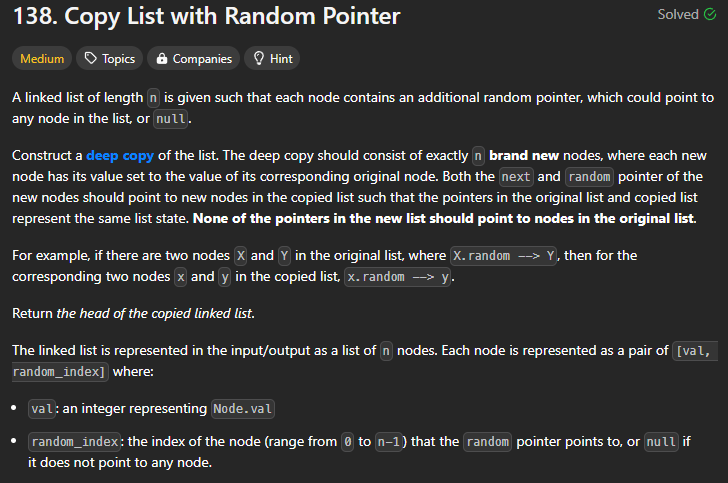 138. Copy List with Random Pointer
Solved
Medium
Topics
Companies
Hint
A linked list of length n is given such that each node contains an additional random pointer, which could point to
any node in the list, or null.
Construct a deep copy of the list. The deep copy should consist of exactly n brand new nodes, where each new
node has its value set to the value of its corresponding original node. Both the next and random pointer of the
new nodes should point to new nodes in the copied list such that the pointers in the original list and copied list
represent the same list state. None of the pointers in the new list should point to nodes in the original list.
For example, if there are two nodes X and Y in the original list, where X.random --> Y, then for the
corresponding two nodes x and y in the copied list, x.random --> y.
Return the head of the copied linked list.
The linked list is represented in the input/output as a list of n nodes. Each node is represented as a pair of [val,
random_index] where:
• val: an integer representing Node.val
• random_index: the index of the node (range from 0 to n-1) that the random pointer points to, or null if
it does not point to any node.